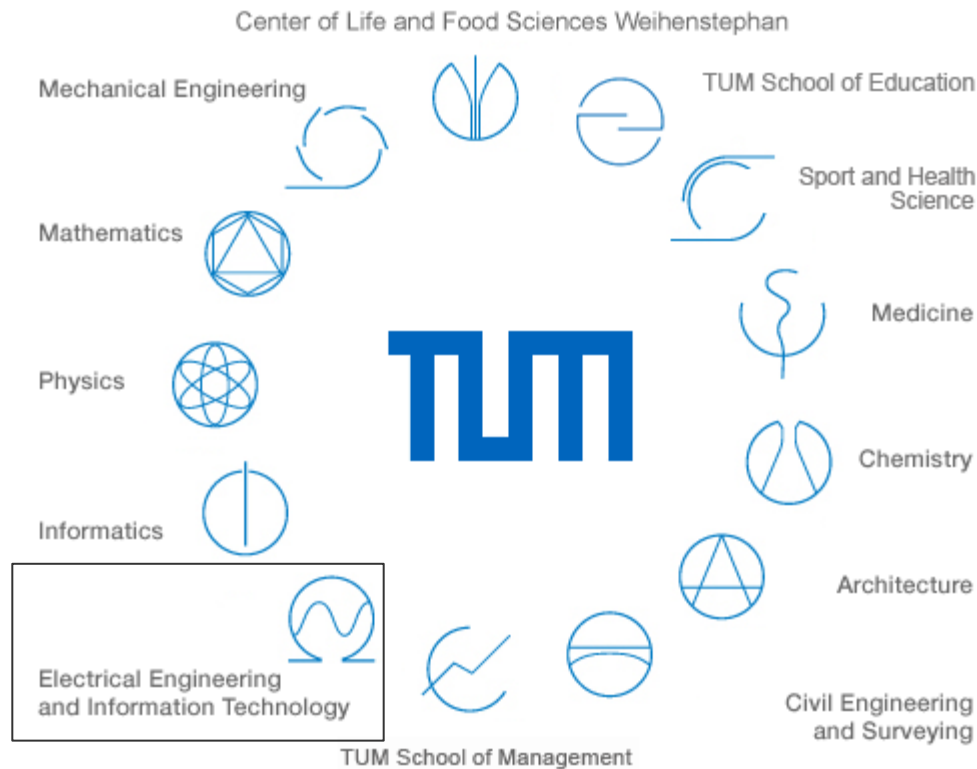 Center of Life and Food Sciences Weihenstephan
Mechanical Engineering
TUM School of Education
Sport and Health
Science
Mathematics
Medicine
TUM
Physics
Chemistry
Informatics
Architecture
Electrical Engineering
and Information Technology
Civil Engineering
and Surveying
TUM School of Management